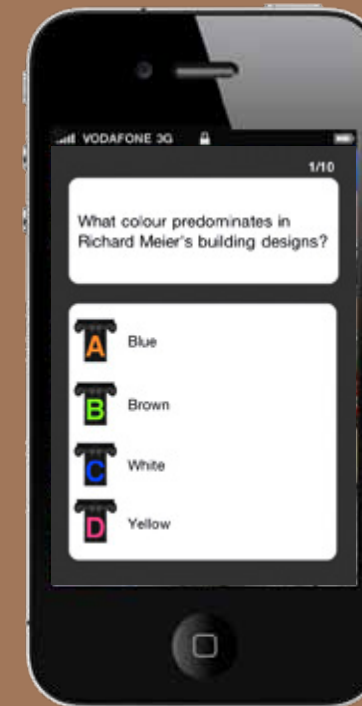 VODAFONE 3G
1/10
What colour predominates in
Richard Meier's building designs?
A Blue
B Brown
C White
D Yellow